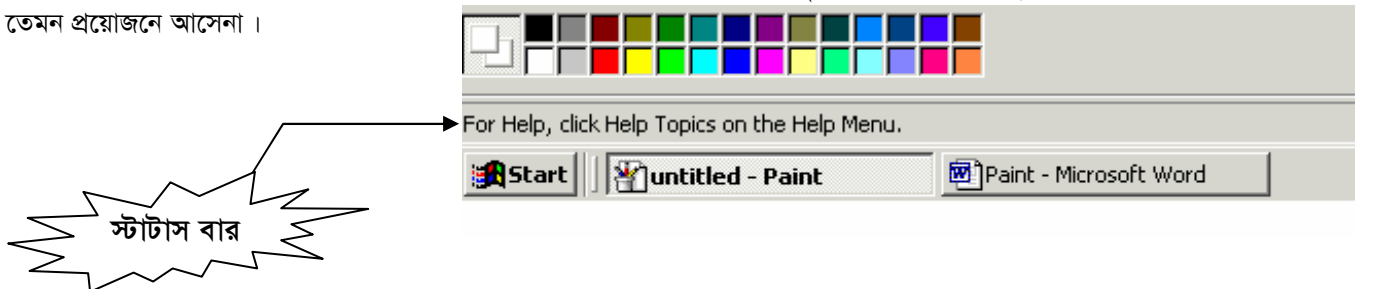 তেমন প্রয়োজনে আসেনা ।
For Help, click Help Topics on the Help Menu.
Start untitled - Paint Paint - Microsoft Word
স্টাটাস বার